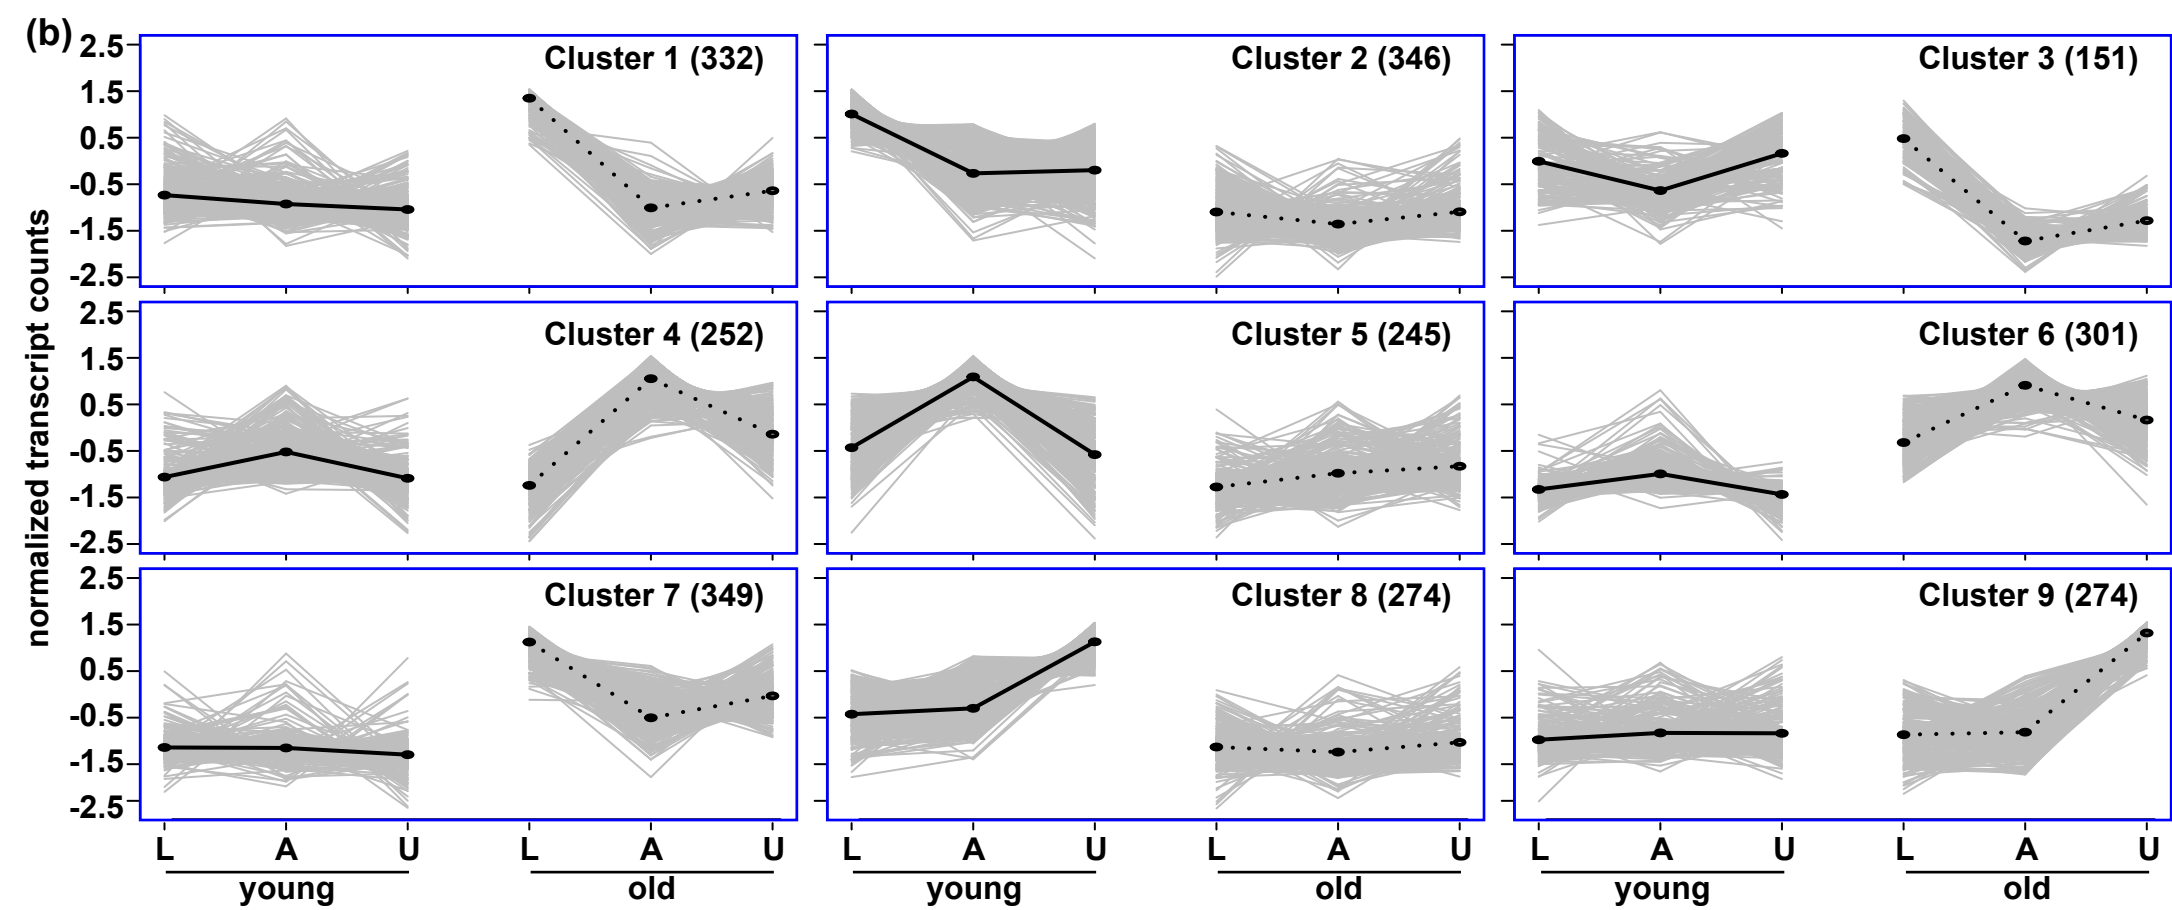 (b)
normalized transcript counts
2.5
1.5
0.5
-0.5
-1.5
-2.5
Cluster 1 (332) Cluster 2 (346) Cluster 3 (151)
2.5
1.5
0.5
-0.5
-1.5
-2.5
Cluster 4 (252) Cluster 5 (245) Cluster 6 (301)
2.5
1.5
0.5
-0.5
-1.5
-2.5
Cluster 7 (349) Cluster 8 (274) Cluster 9 (274)
L A U L A U L A U L A U L A U L A U
young old young old young old